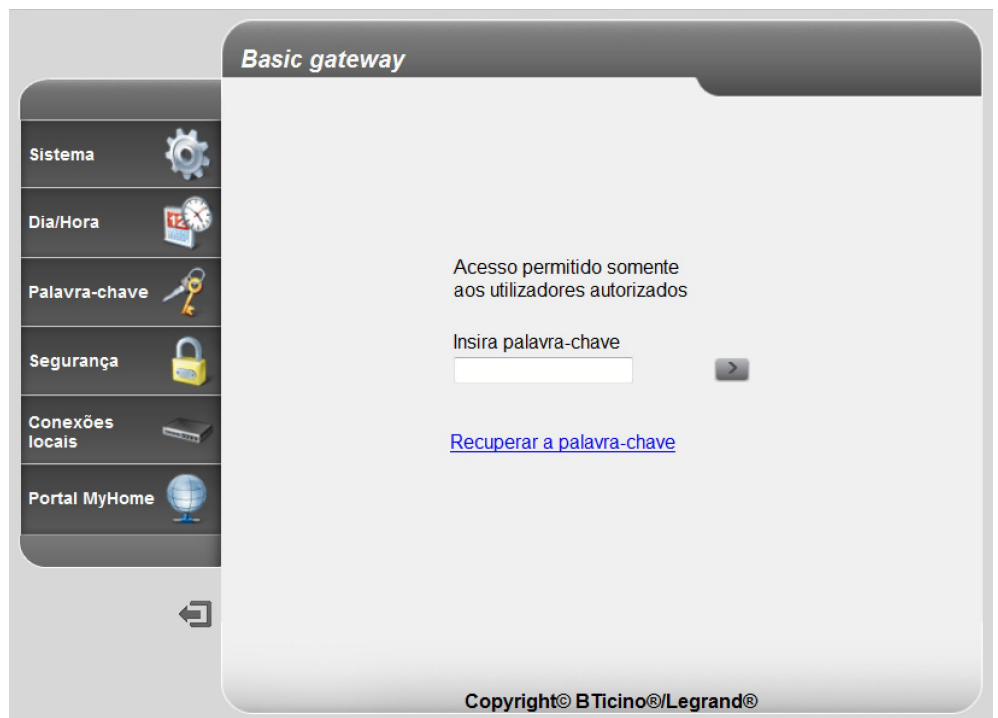 Basic gateway
Sistema
Dia/Hora
12
Palavra-chave
Segurança
Conexões
locais
Portal MyHome
Acesso permitido somente
aos utilizadores autorizados
Insira palavra-chave
>
Recuperar a palavra-chave
Copyright© BTicino®/Legrand®